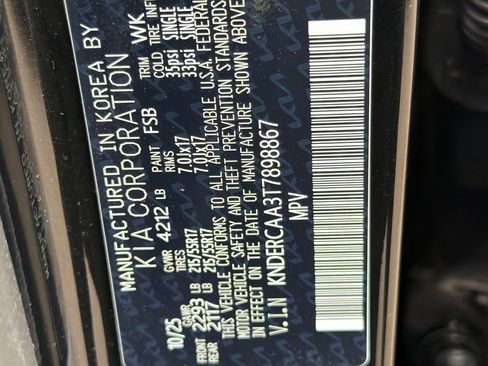 MANUFACTURED IN KOREA BY
KIA CORPORATION
10/25 GVWR 4212 LB PAINT FSB TRIM WK
GAWR TIRES RIMS COLD TIRE INF
FRONT 2293 LB 215/55R17 7.0Jx17 35psi SINGLE
REAR 2117 LB 215/55R17 7.0Jx17 33psi SINGLE
THIS VEHICLE CONFORMS TO ALL APPLICABLE U.S.A. FEDERAL
MOTOR VEHICLE SAFETY AND THEFT PREVENTION STANDARDS
IN EFFECT ON THE DATE OF MANUFACTURE SHOWN ABOVE
V.I.N KNDERCAA3T7898867
MPV